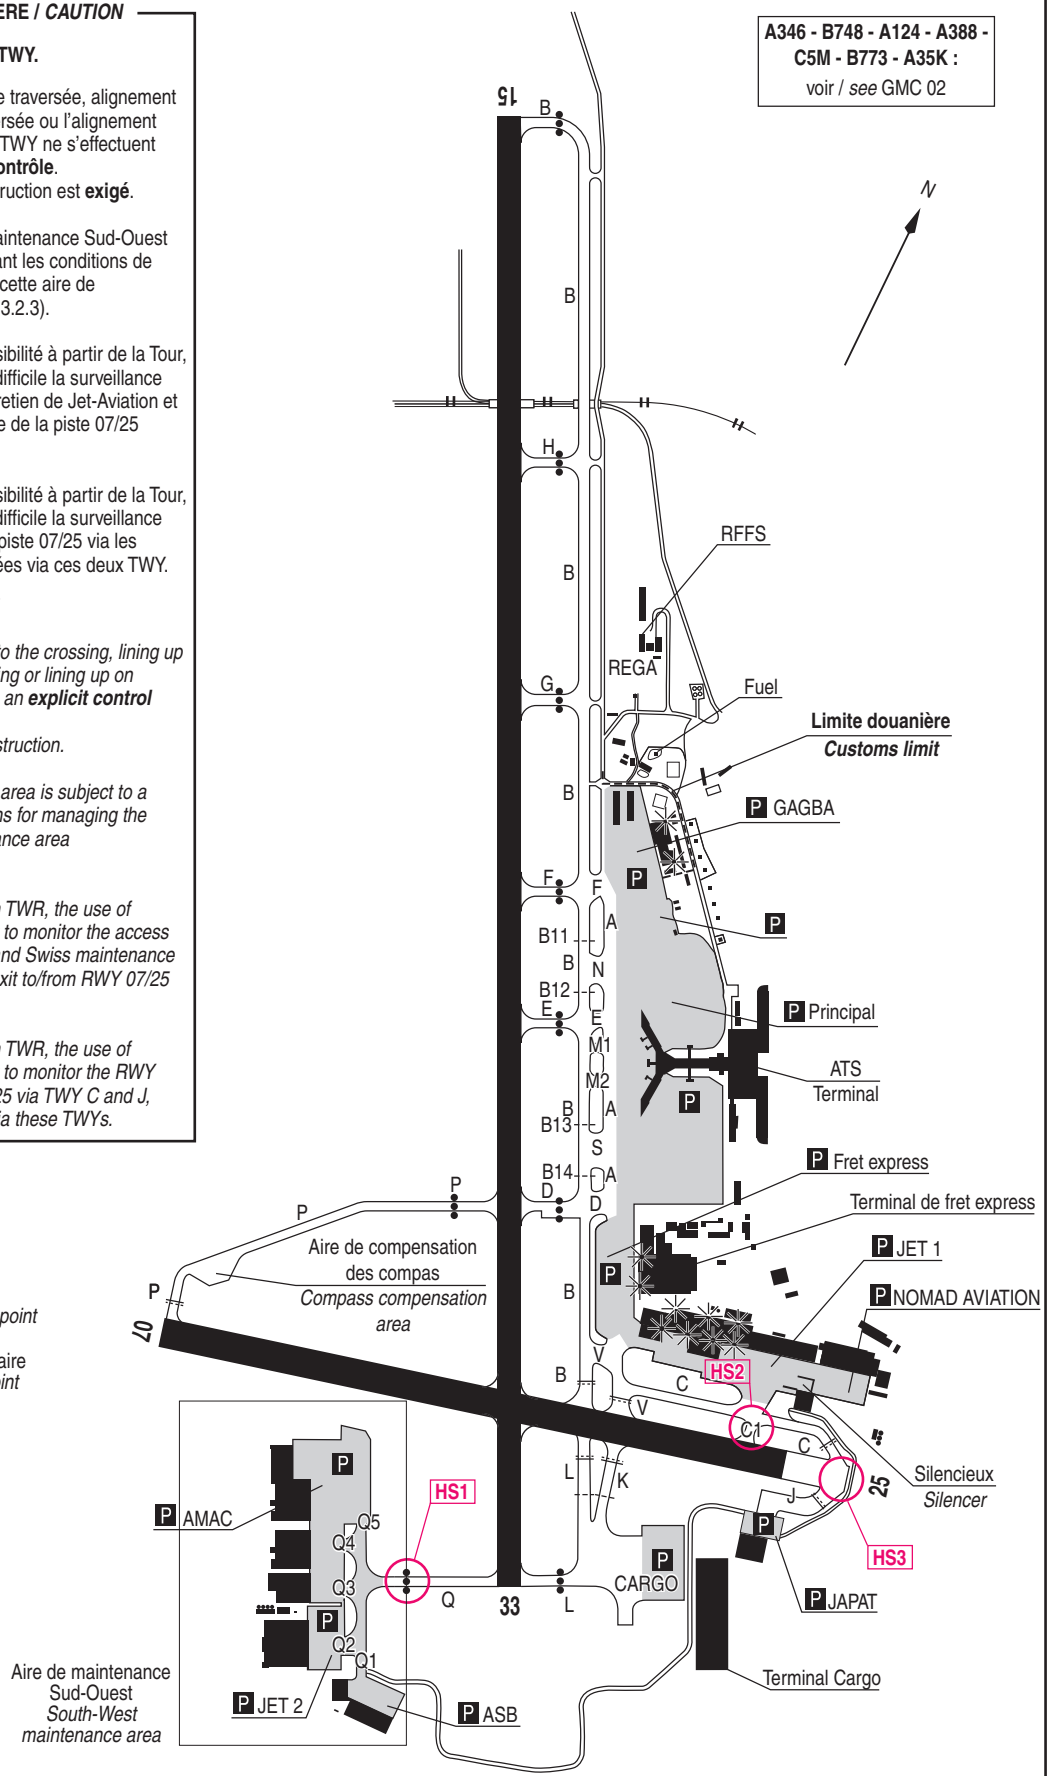 ERE / CAUTION
TWY.
e traversée, alignement
rsée ou l'alignement
TWY ne s'effectuent
ontrôle.
ruction est exigé.
aintenance Sud-Ouest
ant les conditions de
cette aire de
3.2.3).
sibilité à partir de la Tour,
difficile la surveillance
retien de Jet-Aviation et
e de la piste 07/25
sibilité à partir de la Tour,
difficile la surveillance
piste 07/25 via les
ées via ces deux TWY.
to the crossing, lining up
ing or lining up on
an explicit control
struction.
area is subject to a
ns for managing the
ance area
TWR, the use of
to monitor the access
and Swiss maintenance
exit to/from RWY 07/25
TWR, the use of
to monitor the RWY
25 via TWY C and J,
ia these TWYs.
A346 - B748 - A124 - A388 -
C5M - B773 - A35K :
voir / see GMC 02
N
15
B
B
H
RFFS
B
REGA
G
Fuel
Limite douanière
Customs limit
B
P GAGBA
F
P
F
A
B11
P
B
N
B12
E
E
P Principal
M1
ATS
Terminal
M2
P
B
A
B13
S
P Fret express
B14
A
D
D
Terminal de fret express
P
P
Aire de compensation
des compas
Compass compensation
area
P JET 1
P
B
P
P NOMAD AVIATION
point
07
aire
int
V
B
C
HS2
V
C1
C
L
K
25
Silencieux
Silencer
J
HS1
P
P AMAC
Q5
Q4
P
HS3
Q3
P
CARGO
Q
33
L
P JAPAT
P
Q2
Q1
Aire de maintenance
Sud-Ouest
South-West
maintenance area
P JET 2
P ASB
Terminal Cargo